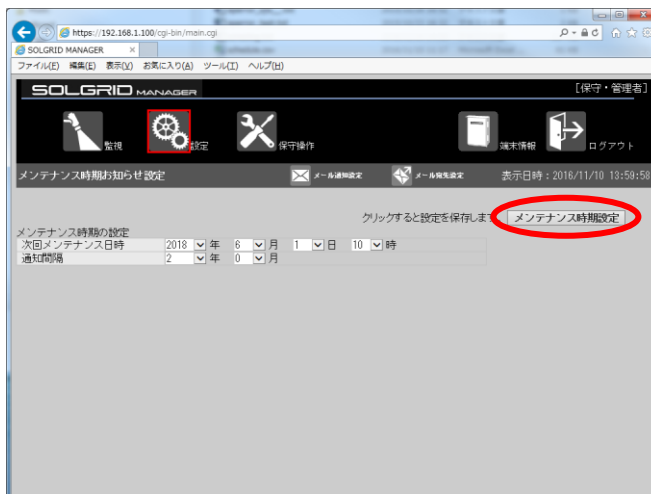 https://192.168.1.100/cgi-bin/main.cgi
SOLGRID MANAGER
ファイル(F) 編集(E) 表示(V) お気に入り(A) ツール(T) ヘルプ(H)
SOLGRID MANAGER [保守・管理者]
監視 設定 保守操作 端末情報 ログアウト
メンテナンス時期お知らせ設定 メール通知設定 メール宛先設定 表示日時:2016/11/10 13:59:58
クリックすると設定を保存します メンテナンス時期設定
メンテナンス時期の設定
次回メンテナンス日時 2018 年 6 月 1 日 10 時
通知間隔 2 年 0 月